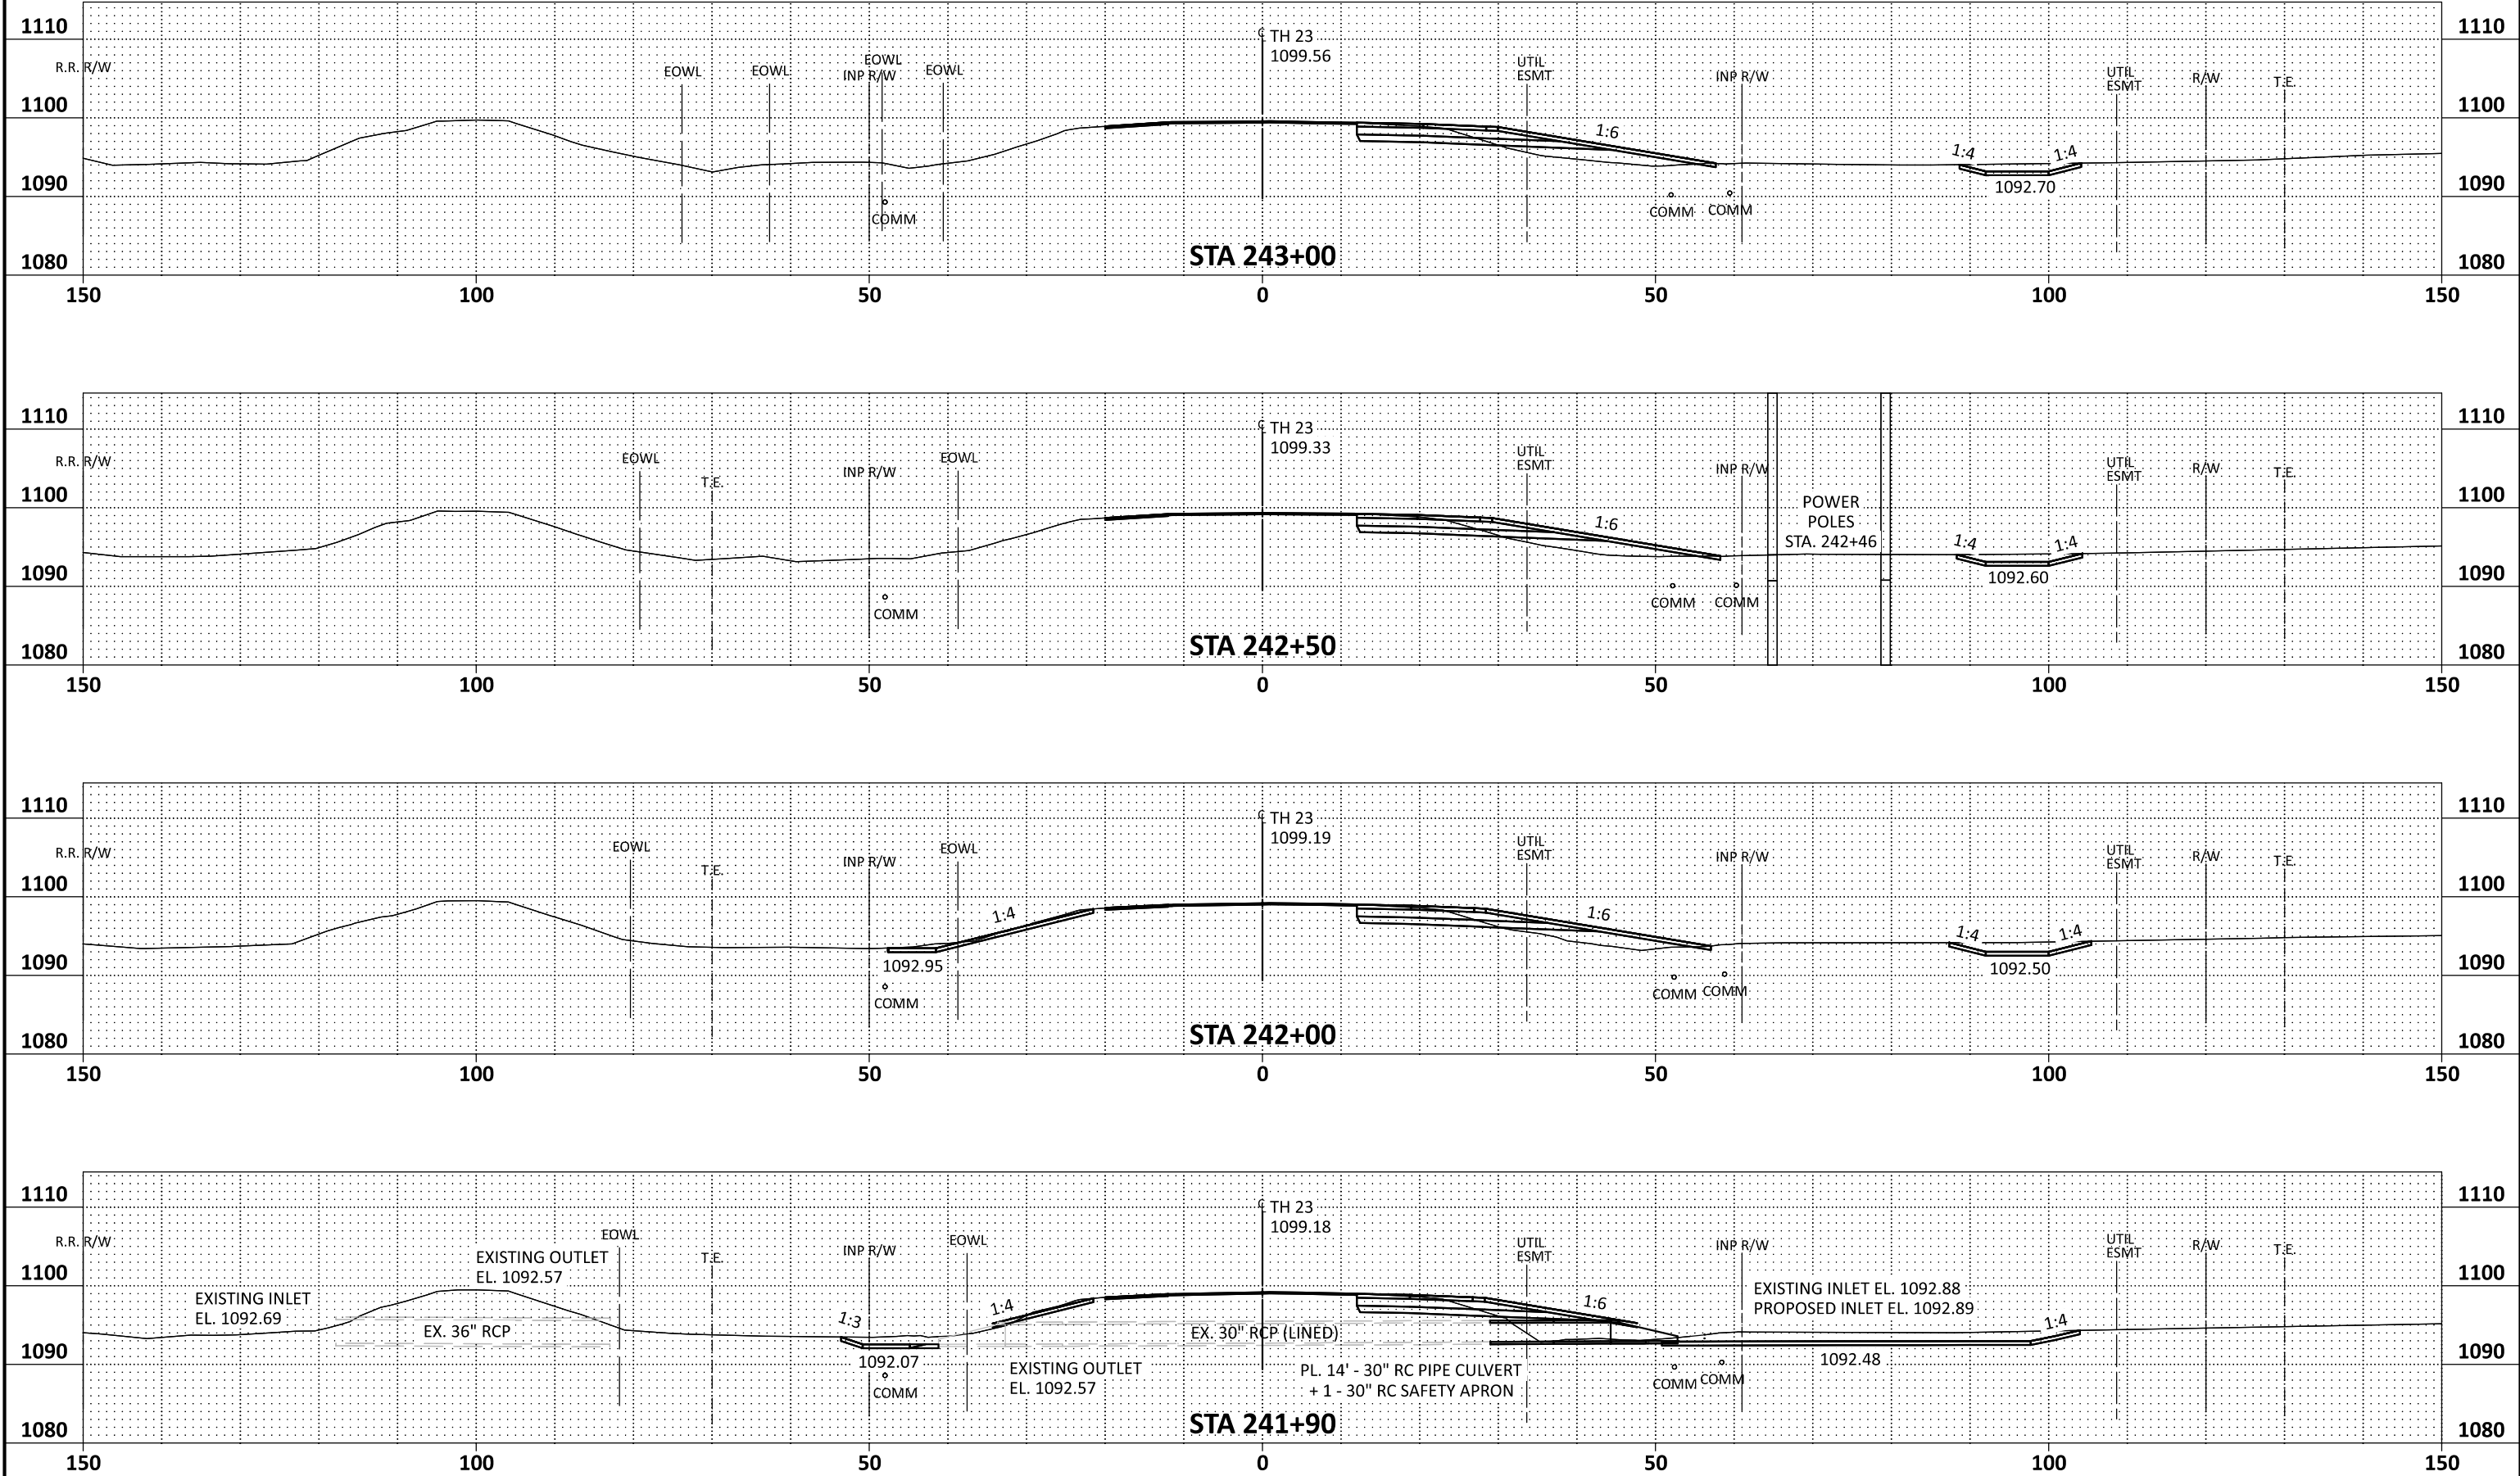 1110
1110
R.R. R/W
EOWL
EOWL
EOWL
INP R/W
EOWL
℄ TH 23
1099.56
UTIL
ESMT
INP R/W
UTIL
ESMT
R/W
T.E.
1100
1100
1:6
1:4
1:4
1090
1090
COMM
COMM
COMM
1092.70
1080
1080
STA 243+00
150
100
50
0
50
100
150
1110
1110
R.R. R/W
EOWL
T.E.
INP R/W
EOWL
℄ TH 23
1099.33
UTIL
ESMT
INP R/W
UTIL
ESMT
R/W
T.E.
1100
1100
POWER
POLES
STA. 242+46
1:6
1:4
1:4
1090
1090
COMM
COMM
COMM
1092.60
1080
1080
STA 242+50
150
100
50
0
50
100
150
1110
1110
R.R. R/W
EOWL
T.E.
INP R/W
EOWL
℄ TH 23
1099.19
UTIL
ESMT
INP R/W
UTIL
ESMT
R/W
T.E.
1100
1100
1:4
1:6
1:4
1:4
1090
1090
1092.95
COMM
COMM
COMM
1092.50
1080
1080
STA 242+00
150
100
50
0
50
100
150
1110
1110
R.R. R/W
EOWL
T.E.
INP R/W
EOWL
℄ TH 23
1099.18
UTIL
ESMT
INP R/W
UTIL
ESMT
R/W
T.E.
1100
1100
EXISTING OUTLET
EL. 1092.57
EXISTING INLET
EL. 1092.69
EXISTING INLET EL. 1092.88
PROPOSED INLET EL. 1092.89
1:3
1:4
1:6
1:4
EX. 36" RCP
EX. 30" RCP (LINED)
1090
1090
1092.07
COMM
EXISTING OUTLET
EL. 1092.57
PL. 14' - 30" RC PIPE CULVERT
+ 1 - 30" RC SAFETY APRON
COMM
COMM
1092.48
1080
1080
STA 241+90
150
100
50
0
50
100
150